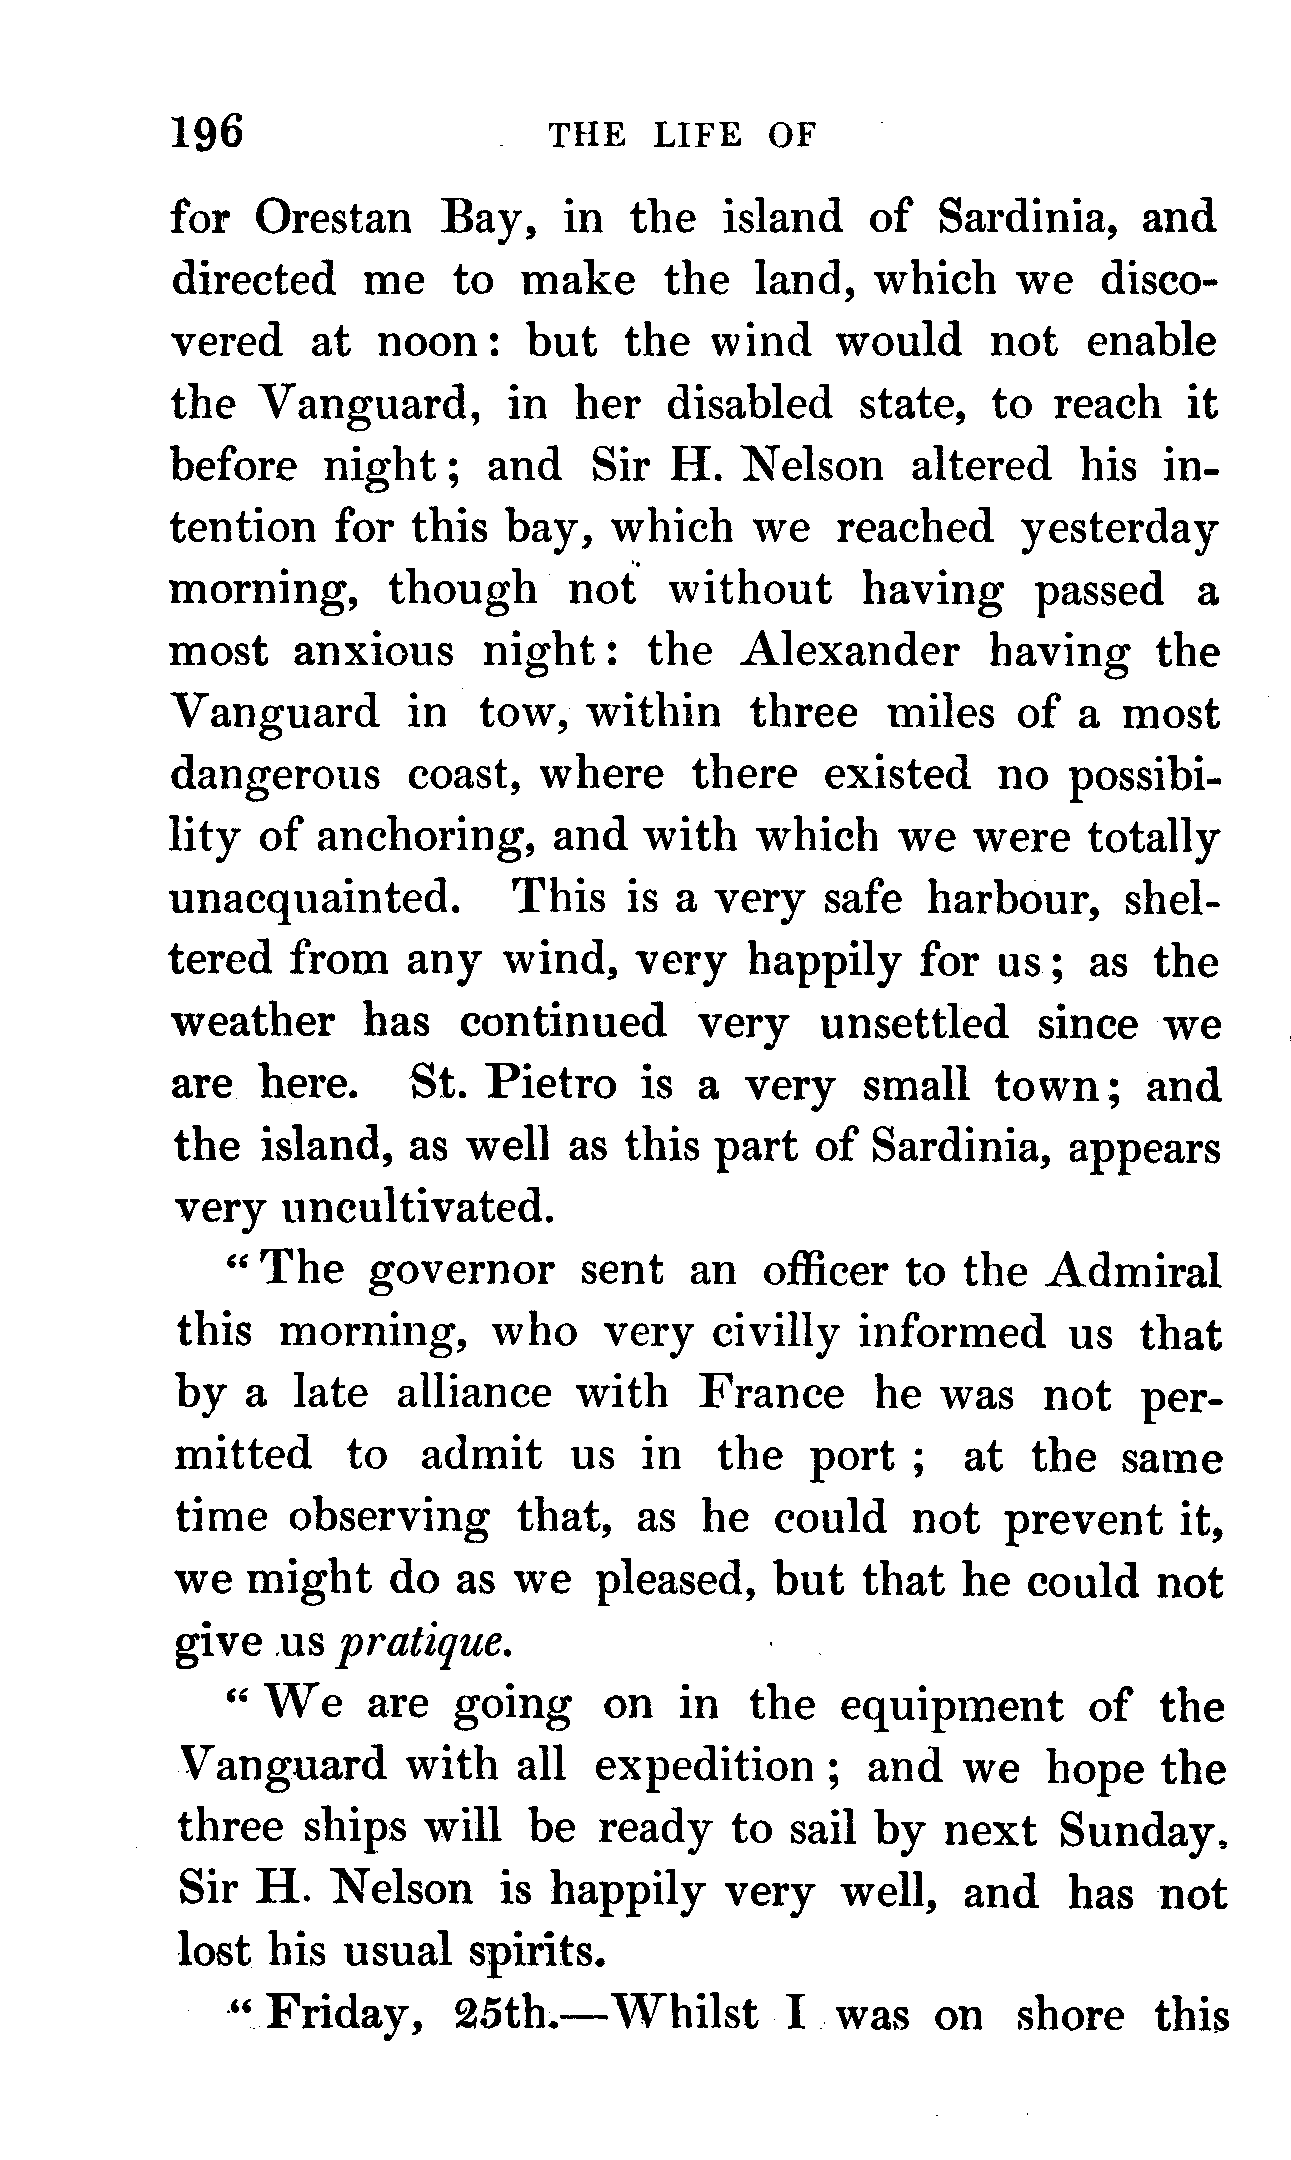 196 THE LIFE OF
for Orestan Bay, in the island of Sardinia, and
directed me to make the land, which we disco-
vered at noon: but the wind would not enable
the Vanguard, in her disabled state, to reach it
before night; and Sir H. Nelson altered his in-
tention for this bay, which we reached yesterday
morning, though not without having passed a
most anxious night: the Alexander having the
Vanguard in tow, within three miles of a most
dangerous coast, where there existed no possibi-
lity of anchoring, and with which we were totally
unacquainted. This is a very safe harbour, shel-
tered from any wind, very happily for us; as the
weather has continued very unsettled since we
are here. St. Pietro is a very small town; and
the island, as well as this part of Sardinia, appears
very uncultivated.
“The governor sent an officer to the Admiral
this morning, who very civilly informed us that
by a late alliance with France he was not per-
mitted to admit us in the port; at the same
time observing that, as he could not prevent it,
we might do as we pleased, but that he could not
give us pratique.
“We are going on in the equipment of the
Vanguard with all expedition; and we hope the
three ships will be ready to sail by next Sunday.
Sir H. Nelson is happily very well, and has not
lost his usual spirits.
“Friday, 25th.—Whilst I was on shore this